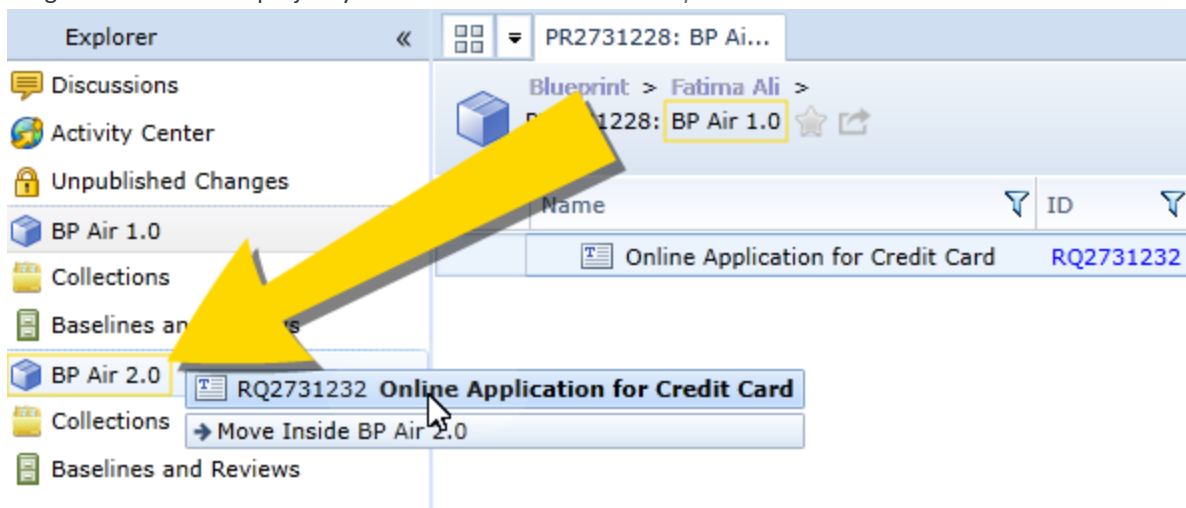 Explorer «
PR2731228: BP Ai...
Discussions
Activity Center
Unpublished Changes
BP Air 1.0
Collections
Baselines an
BP Air 2.0
Collections
Baselines and Reviews
Blueprint > Fatima Ali >
1228: BP Air 1.0
Name
ID
Online Application for Credit Card RQ2731232
RQ2731232 Online Application for Credit Card
Move Inside BP Air 2.0